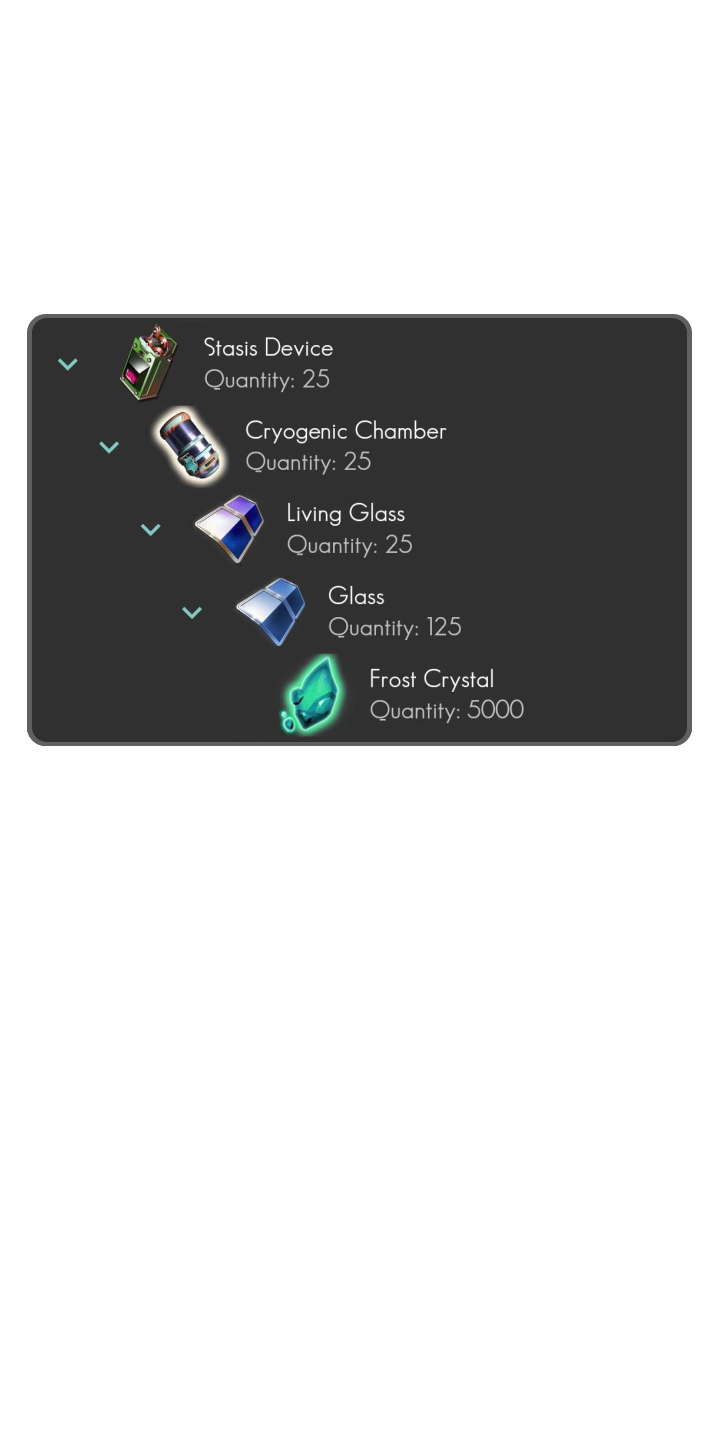 Stasis Device
Quantity: 25
Cryogenic Chamber
Quantity: 25
Living Glass
Quantity: 25
Glass
Quantity: 125
Frost Crystal
Quantity: 5000